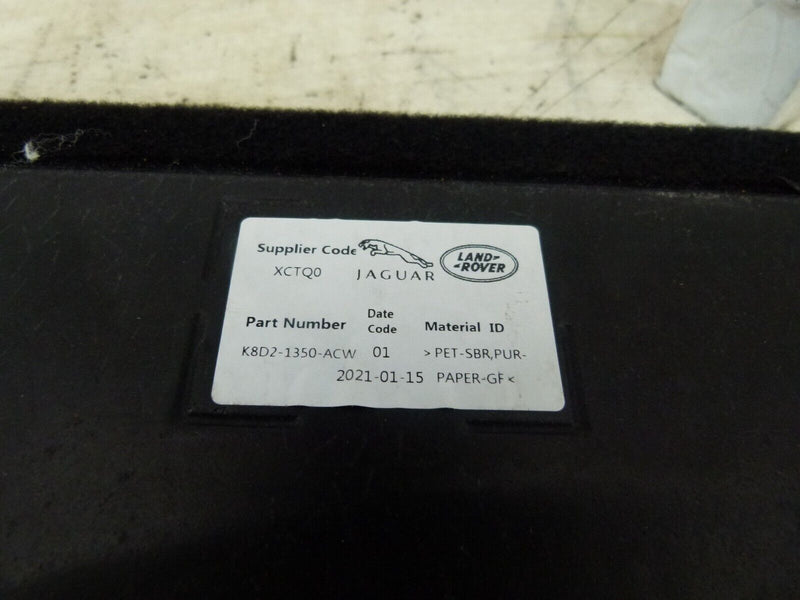 Supplier Code
XCTQ0
JAGUAR
LAND-
-ROVER
Part Number Date Code Material ID
K8D2-1350-ACW 01 >PET-SBR,PUR-
2021-01-15 PAPER-GF<